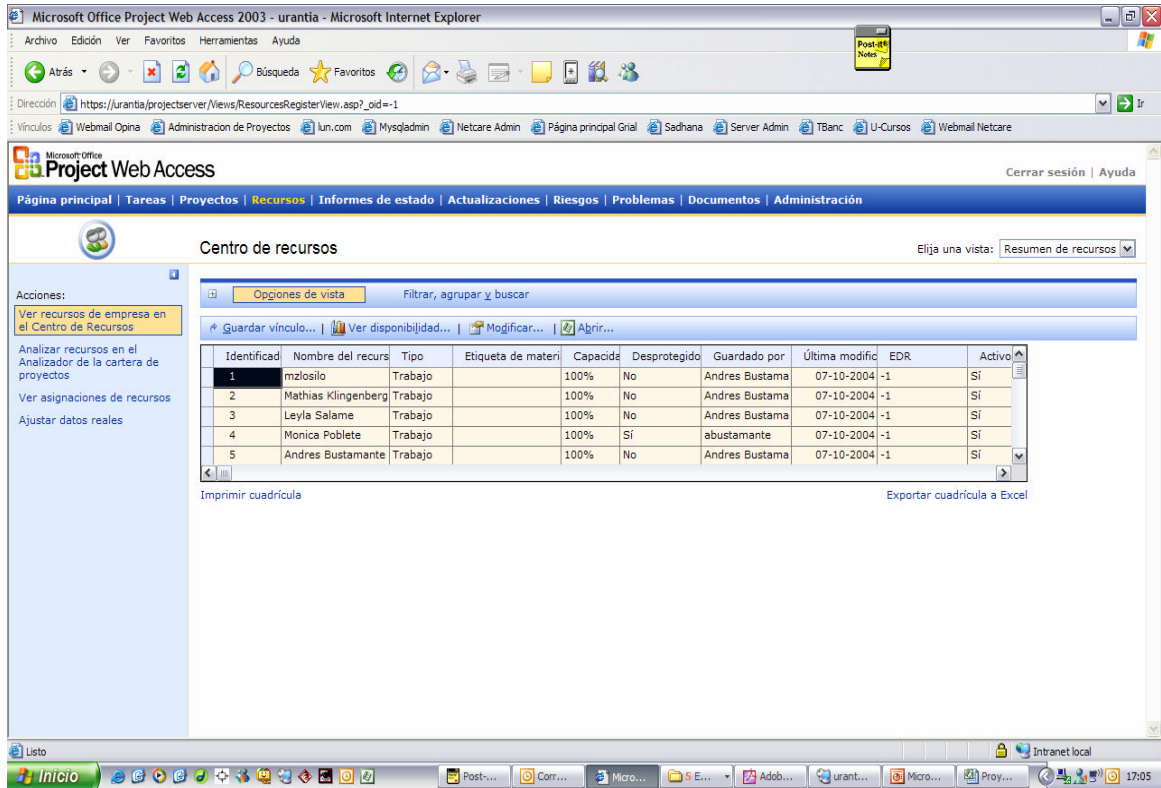 Microsoft Office Project Web Access 2003 - urantia - Microsoft Internet Explorer
Archivo Edición Ver Favoritos Herramientas Ayuda
Post-it® Notes
Atrás Búsqueda Favoritos
Dirección https://urantia/projectserver/Views/ResourcesRegisterView.asp?_oid=-1 Ir
Vínculos Webmail Opina Administracion de Proyectos lun.com Mysqladmin Netcare Admin Página principal Grial Sadhana Server Admin TBanc U-Cursos Webmail Netcare
Microsoft Office
Project Web Access
Cerrar sesión | Ayuda
Página principal | Tareas | Proyectos | Recursos | Informes de estado | Actualizaciones | Riesgos | Problemas | Documentos | Administración
Centro de recursos
Elija una vista: Resumen de recursos
Acciones:
Ver recursos de empresa en
el Centro de Recursos
Analizar recursos en el
Analizador de la cartera de
proyectos
Ver asignaciones de recursos
Ajustar datos reales
Opciones de vista Filtrar, agrupar y buscar
Guardar vínculo... | Ver disponibilidad... | Modificar... | Abrir...
Identificad Nombre del recurs Tipo Etiqueta de materi Capacida Desprotegido Guardado por Última modific EDR Activo
1 mzlosilo Trabajo 100% No Andres Bustama 07-10-2004 -1 Sí
2 Mathias Klingenberg Trabajo 100% No Andres Bustama 07-10-2004 -1 Sí
3 Leyla Salame Trabajo 100% No Andres Bustama 07-10-2004 -1 Sí
4 Monica Poblete Trabajo 100% Sí abustamante 07-10-2004 -1 Sí
5 Andres Bustamante Trabajo 100% No Andres Bustama 07-10-2004 -1 Sí
Imprimir cuadrícula Exportar cuadrícula a Excel
Listo Intranet local
Inicio Post-... Corr... Micro... 5 E... Adob... urant... Micro... Proy... 17:05